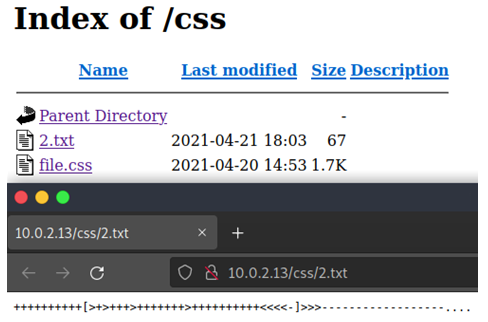 Index of /css
Name Last modified Size Description
Parent Directory -
2.txt 2021-04-21 18:03 67
file.css 2021-04-20 14:53 1.7K
10.0.2.13/css/2.txt × +
10.0.2.13/css/2.txt
++++++++++[>+>+++>+++++++>++++++++++<<<<-]>>>------------------....